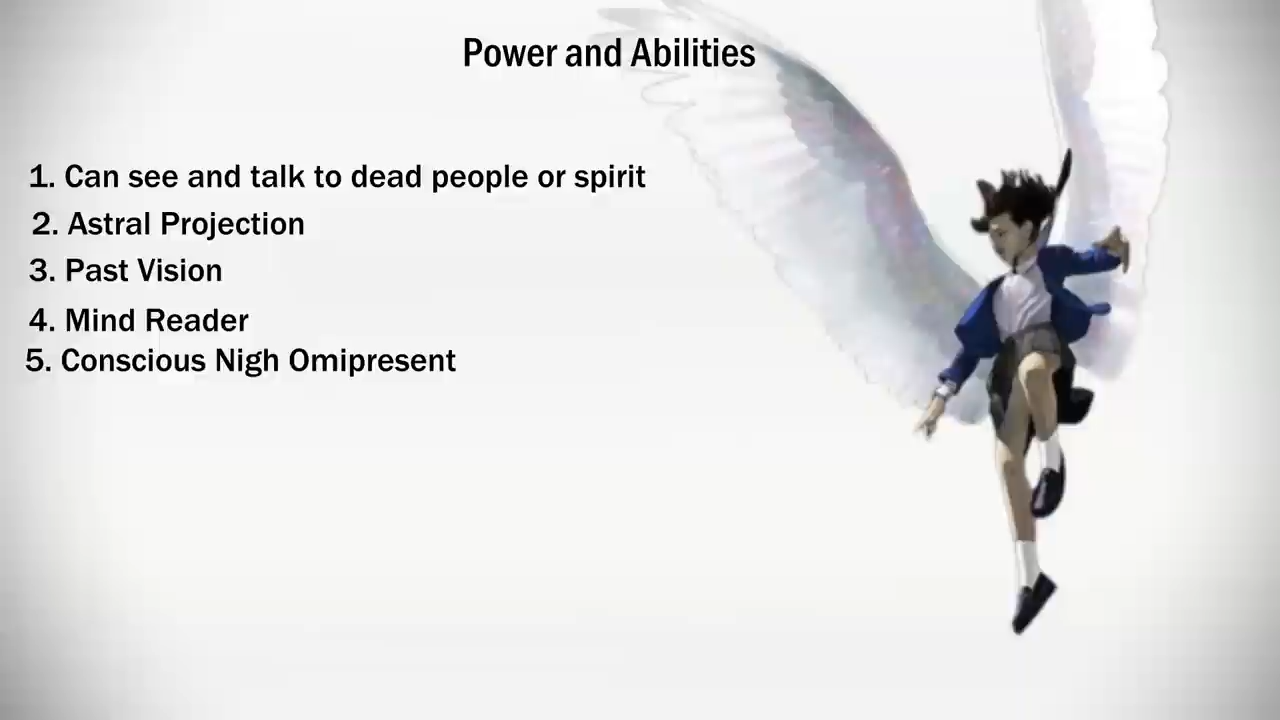 Power and Abilities
1. Can see and talk to dead people or spirit
2. Astral Projection
3. Past Vision
4. Mind Reader
5. Conscious Nigh Omipresent